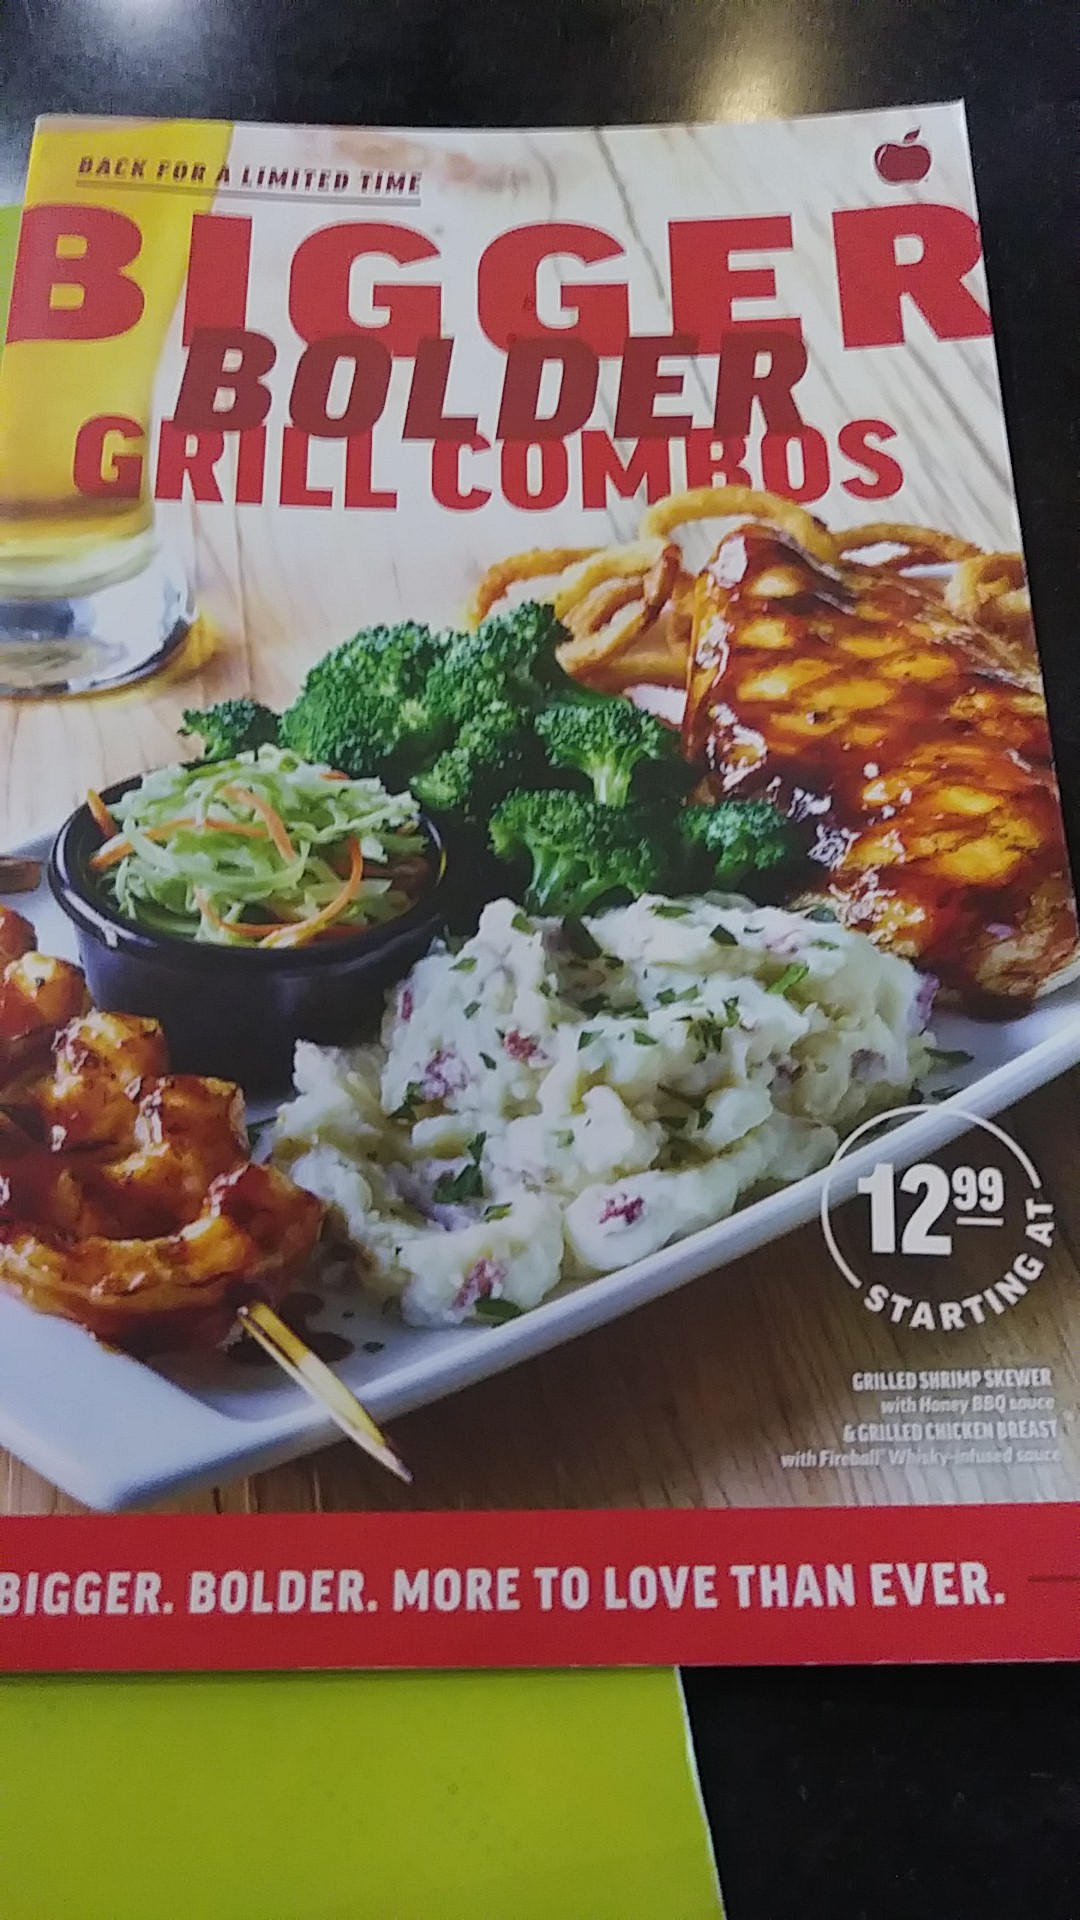 BACK FOR A LIMITED TIME
BIGGER
BOLDER
GRILL COMBOS
12 99
STARTING AT
GRILLED SHRIMP SKEWER
with Honey BBQ sauce
& GRILLED CHICKEN BREAST
with Fireball® Whisky-infused sauce
BIGGER. BOLDER. MORE TO LOVE THAN EVER.